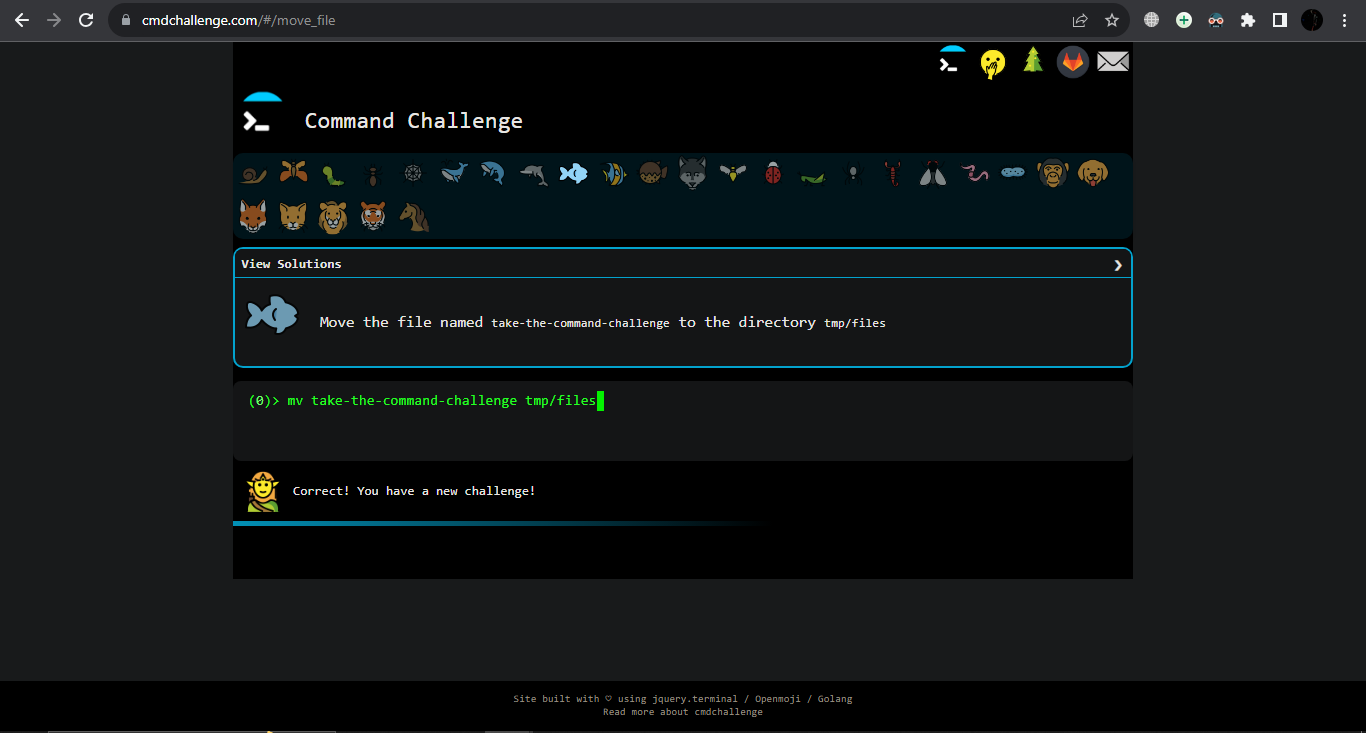 cmdchallenge.com/#/move_file
Command Challenge
View Solutions
Move the file named take-the-command-challenge to the directory tmp/files
(0)> mv take-the-command-challenge tmp/files
Correct! You have a new challenge!
Site built with ♡ using jquery.terminal / Openmoji / Golang
Read more about cmdchallenge